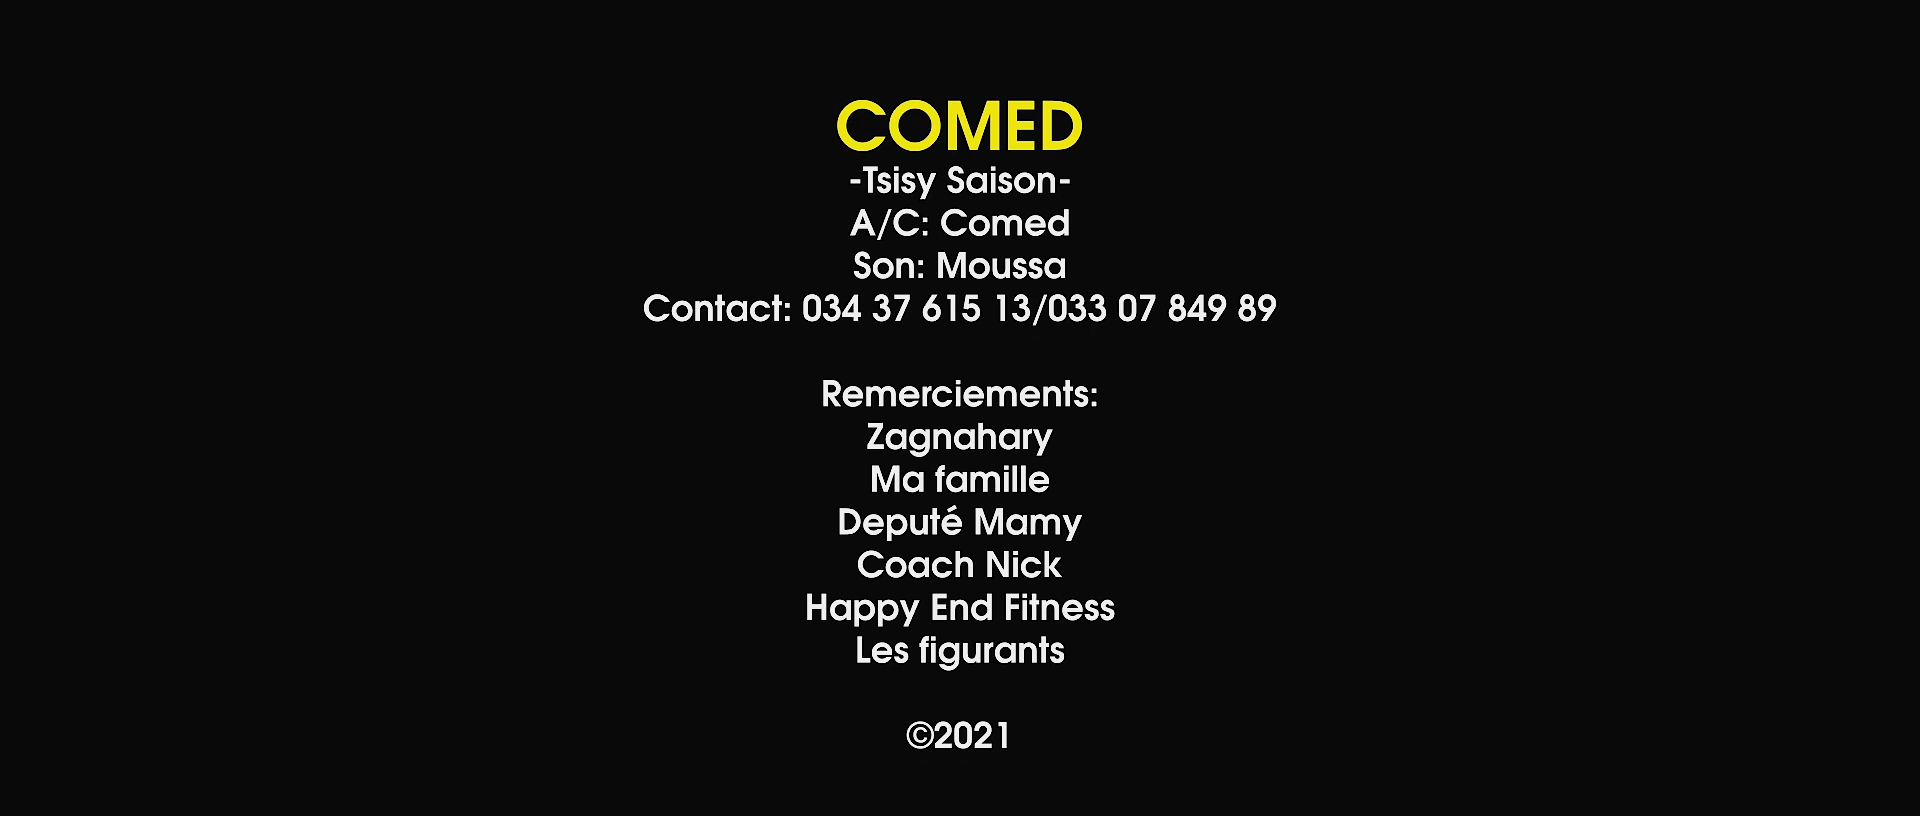 COMED
-Tsisy Saison-
A/C: Comed
Son: Moussa
Contact: 034 37 615 13/033 07 849 89
Remerciements:
Zagnahary
Ma famille
Deputé Mamy
Coach Nick
Happy End Fitness
Les figurants
©2021